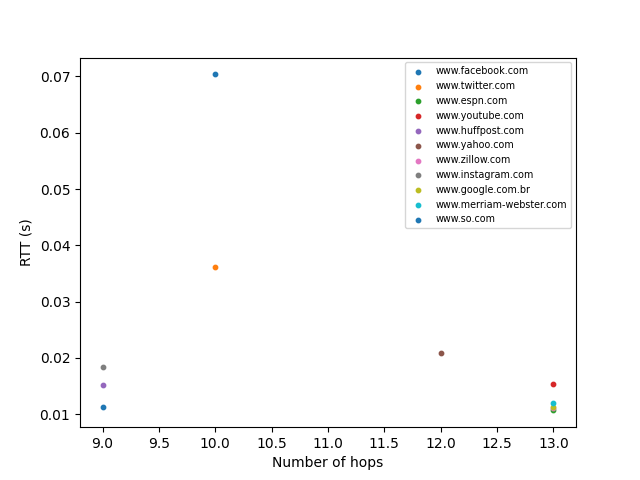 0.07
0.06
0.05
0.04
0.03
0.02
0.01
RTT (s)
www.facebook.com
www.twitter.com
www.espn.com
www.youtube.com
www.huffpost.com
www.yahoo.com
www.zillow.com
www.instagram.com
www.google.com.br
www.merriam-webster.com
www.so.com
9.0 9.5 10.0 10.5 11.0 11.5 12.0 12.5 13.0
Number of hops